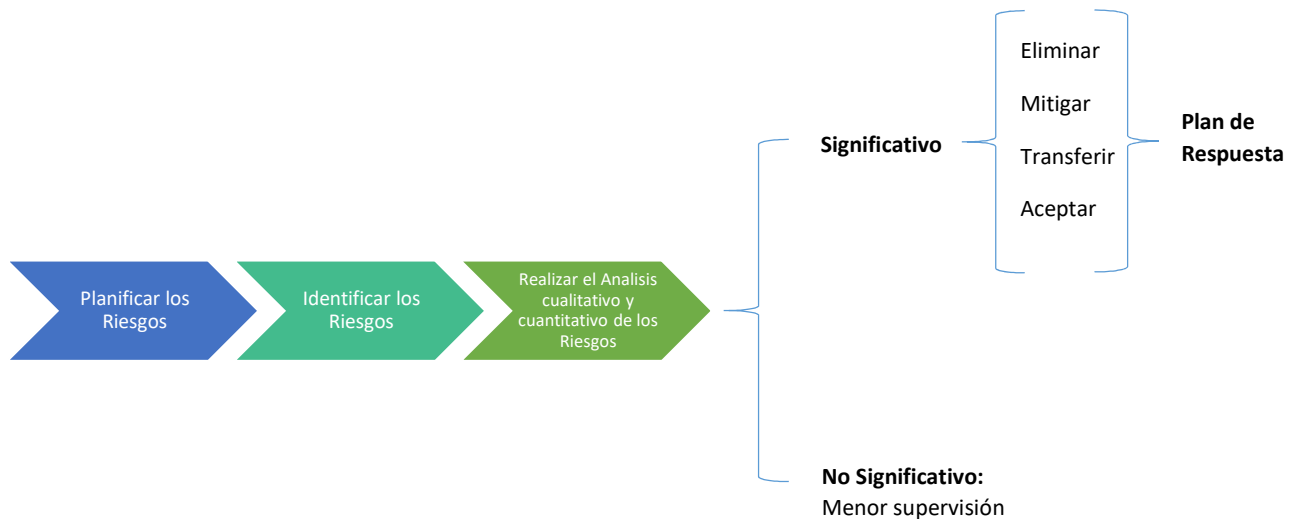 Planificar los
Riesgos
Identificar los
Riesgos
Realizar el Analisis
cualitativo y
cuantitativo de los
Riesgos
Significativo
Eliminar
Mitigar
Transferir
Aceptar
Plan de
Respuesta
No Significativo:
Menor supervisión